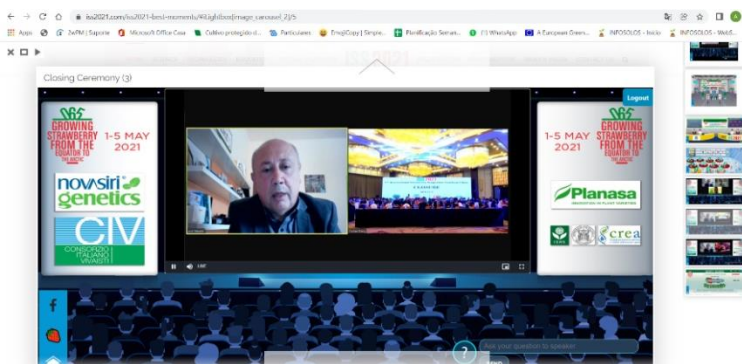 iss2021.com/iss2021-best-moments/#lightbox[image_carousel_2]/5
Apps
3wPM | Suporte
Microsoft Office Casa
Cultivo protegido d...
Particulares
EmojiCopy | Simple...
Planificação Seman...
(1) WhatsApp
A European Green...
INFOSOLOS - Início
INFOSOLOS - WebS...
Closing Ceremony (3)
Logout
GROWING
STRAWBERRY
FROM THE
EQUATOR TO
THE ARCTIC
1-5 MAY
2021
novasiri
genetics
CIV
CONSORZIO
ITALIANO
VIVAISTI
1-5 MAY
2021
GROWING
STRAWBERRY
FROM THE
EQUATOR TO
THE ARCTIC
Planasa
crea
LIVE
Ask your question to speaker